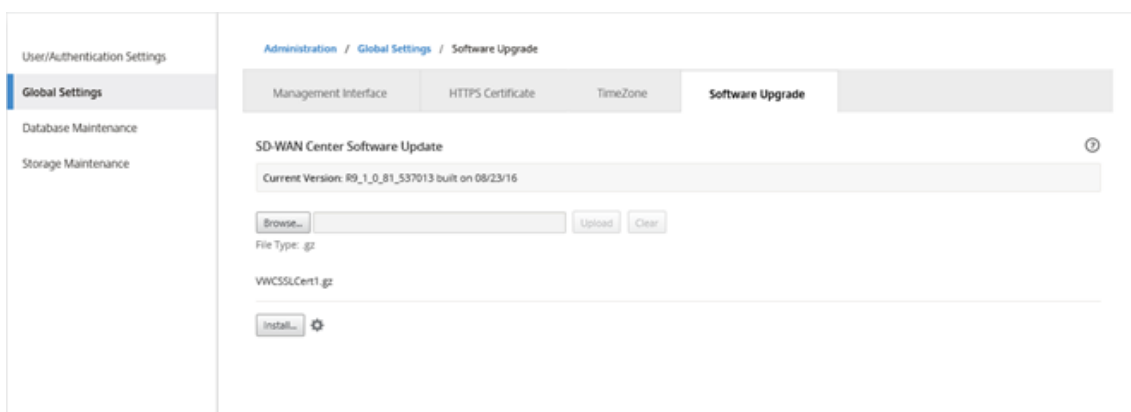 User/Authentication Settings
Global Settings
Database Maintenance
Storage Maintenance
Administration / Global Settings / Software Upgrade
Management Interface HTTPS Certificate TimeZone Software Upgrade
SD-WAN Center Software Update ?
Current Version: R9_1_0_81_537013 built on 08/23/16
Browse... Upload Clear
File Type: .gz
VWCSSLCert1.gz
Install...